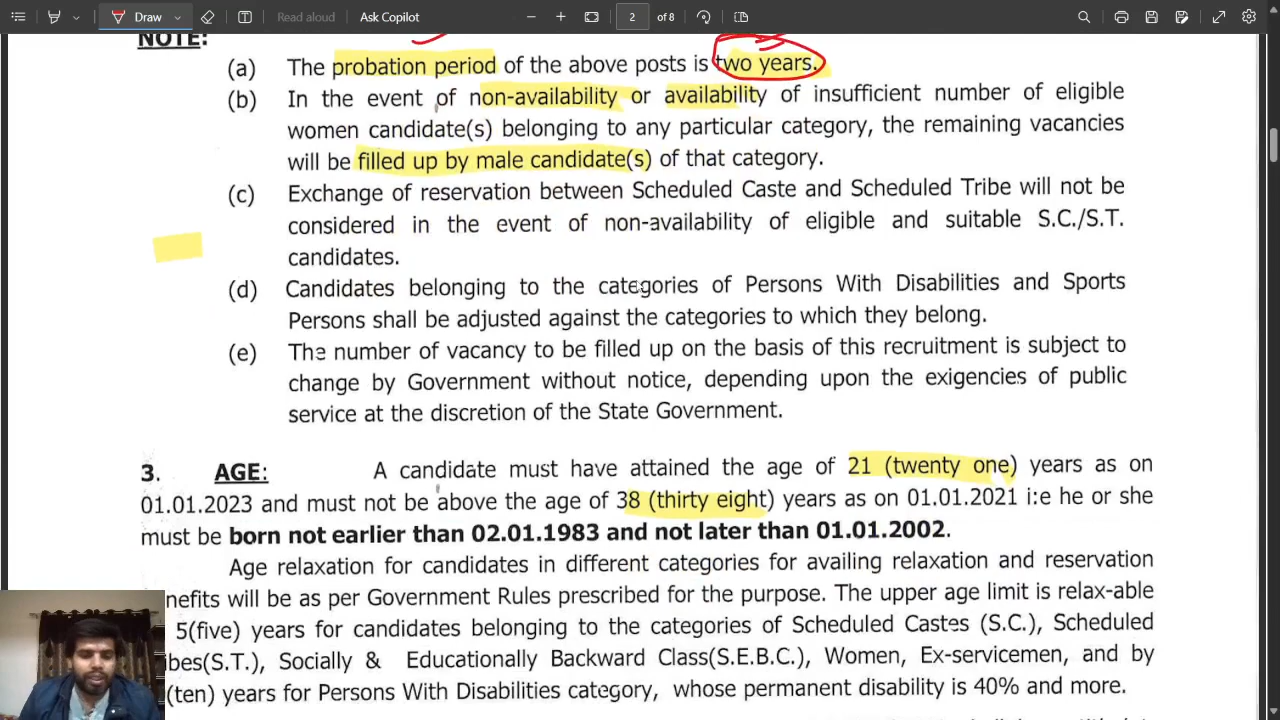 Draw
Read aloud
Ask Copilot
2
of 8
NOTE:
(a) The probation period of the above posts is two years.
(b) In the event of non-availability or availability of insufficient number of eligible
women candidate(s) belonging to any particular category, the remaining vacancies
will be filled up by male candidate(s) of that category.
(c) Exchange of reservation between Scheduled Caste and Scheduled Tribe will not be
considered in the event of non-availability of eligible and suitable S.C./S.T.
candidates.
(d) Candidates belonging to the categories of Persons With Disabilities and Sports
Persons shall be adjusted against the categories to which they belong.
(e) The number of vacancy to be filled up on the basis of this recruitment is subject to
change by Government without notice, depending upon the exigencies of public
service at the discretion of the State Government.
3. AGE: A candidate must have attained the age of 21 (twenty one) years as on
01.01.2023 and must not be above the age of 38 (thirty eight) years as on 01.01.2021 i:e he or she
must be born not earlier than 02.01.1983 and not later than 01.01.2002.
Age relaxation for candidates in different categories for availing relaxation and reservation
nefits will be as per Government Rules prescribed for the purpose. The upper age limit is relax-able
5(five) years for candidates belonging to the categories of Scheduled Castes (S.C.), Scheduled
ibes(S.T.), Socially & Educationally Backward Class(S.E.B.C.), Women, Ex-servicemen, and by
(ten) years for Persons With Disabilities category, whose permanent disability is 40% and more.